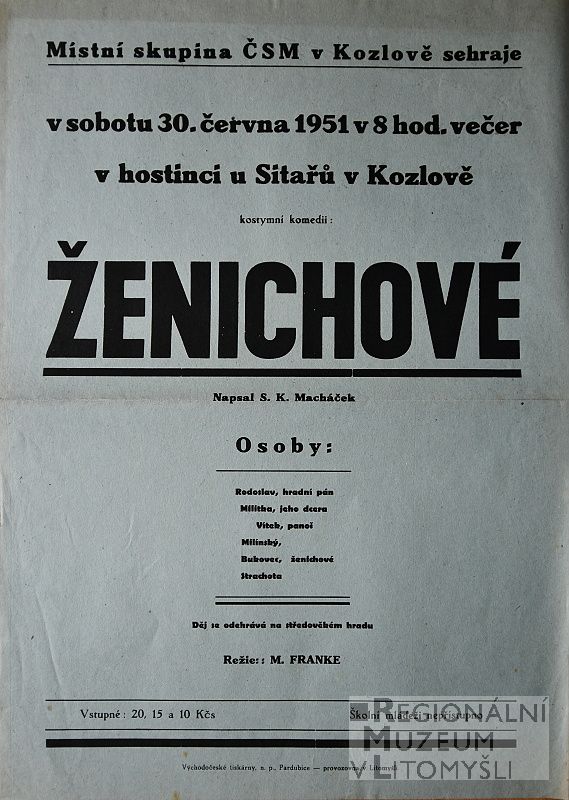 Místní skupina ČSM v Kozlově sehraje
v sobotu 30. června 1951 v 8 hod. večer
v hostinci u Sitařů v Kozlově
kostymní komedii:
ŽENICHOVÉ
Napsal S. K. Macháček
Osoby:
Rodoslav, hradní pán
Militka, jeho dcera
Vítek, panoš
Milínský,
Bukovec, ženichové
Strachota
Děj se odehrává na středověkém hradu
Režie:: M. FRANKE
Vstupné: 20, 15 a 10 Kčs
Školní mládeži nepřístupno
Východočeské tiskárny, n. p., Pardubice — provozovna v Litomyšli
REGIONÁLNÍ
MUZEUM
V LITOMYŠLI